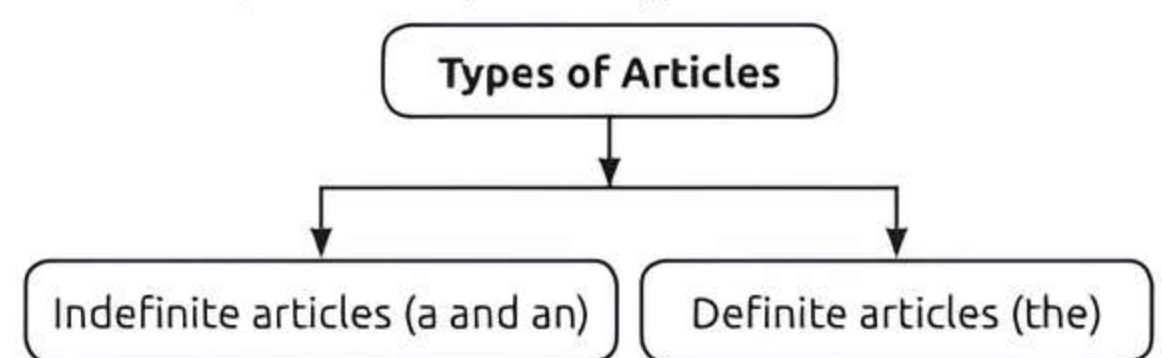 Types of Articles
Indefinite articles (a and an)
Definite articles (the)